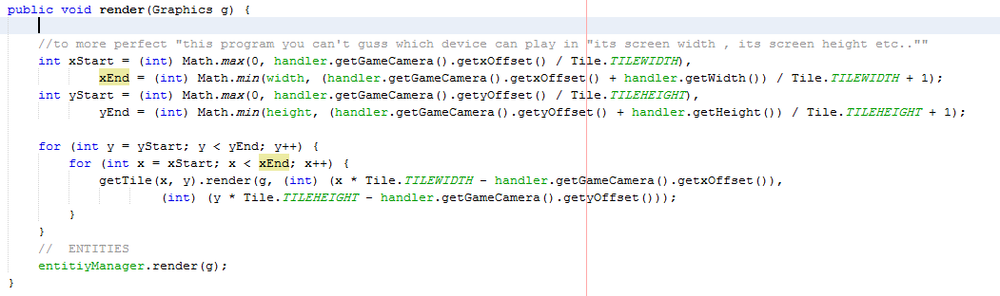 public void render(Graphics g) {
//to more perfect "this program you can't guss which device can play in "its screen width , its screen height etc..""
int xStart = (int) Math.max(0, handler.getGameCamera().getxOffset() / Tile.TILEWIDTH),
xEnd = (int) Math.min(width, (handler.getGameCamera().getxOffset() + handler.getWidth()) / Tile.TILEWIDTH + 1);
int yStart = (int) Math.max(0, handler.getGameCamera().getyOffset() / Tile.TILEHEIGHT),
yEnd = (int) Math.min(height, (handler.getGameCamera().getyOffset() + handler.getHeight()) / Tile.TILEHEIGHT + 1);
for (int y = yStart; y < yEnd; y++) {
for (int x = xStart; x < xEnd; x++) {
getTile(x, y).render(g, (int) (x * Tile.TILEWIDTH - handler.getGameCamera().getxOffset()),
(int) (y * Tile.TILEHEIGHT - handler.getGameCamera().getyOffset()));
}
}
// ENTITIES
entitiyManager.render(g);
}